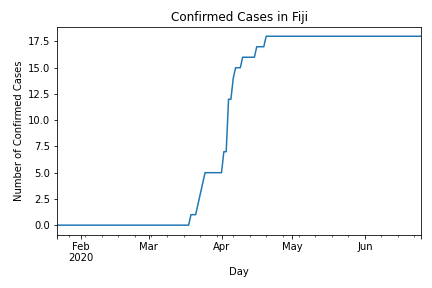 Confirmed Cases in Fiji
17.5
15.0
12.5
10.0
7.5
5.0
2.5
0.0
Number of Confirmed Cases
Feb Mar Apr May Jun
2020
Day